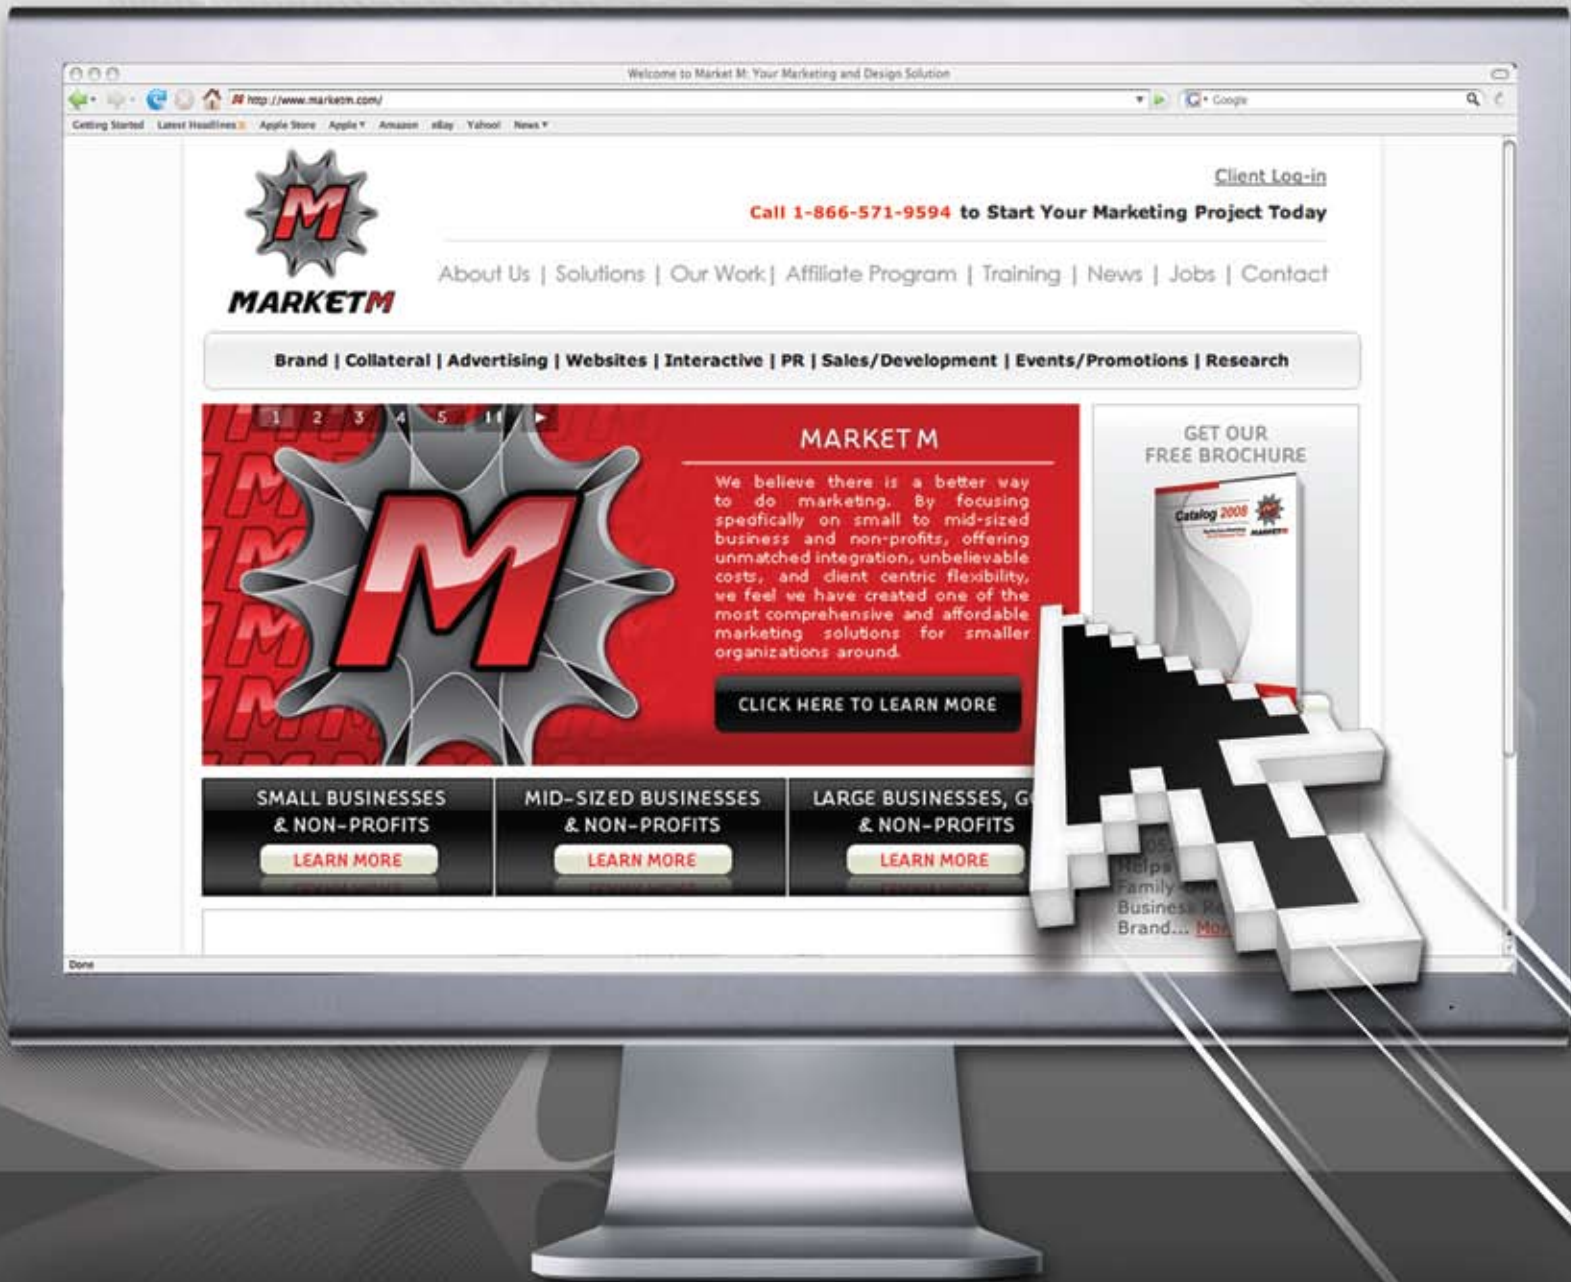 Welcome to Market M: Your Marketing and Design Solution
M http://www.marketm.com/
Google
Getting Started Latest Headlines Apple Store Apple Amazon eBay Yahoo! News
M
MARKETM
Client Log-in
Call 1-866-571-9594 to Start Your Marketing Project Today
About Us | Solutions | Our Work| Affiliate Program | Training | News | Jobs | Contact
Brand | Collateral | Advertising | Websites | Interactive | PR | Sales/Development | Events/Promotions | Research
1 2 3 4 5
M
MARKET M
We believe there is a better way
to do marketing. By focusing
specifically on small to mid-sized
business and non-profits, offering
unmatched integration, unbelievable
costs, and client centric flexibility,
we feel we have created one of the
most comprehensive and affordable
marketing solutions for smaller
organizations around.
CLICK HERE TO LEARN MORE
GET OUR
FREE BROCHURE
Catalog 2008
MARKETM
SMALL BUSINESSES
& NON-PROFITS
LEARN MORE
MID-SIZED BUSINESSES
& NON-PROFITS
LEARN MORE
LARGE BUSINESSES,
& NON-PROFITS
LEARN MORE
Helps
Family
Business
Brand...
Done